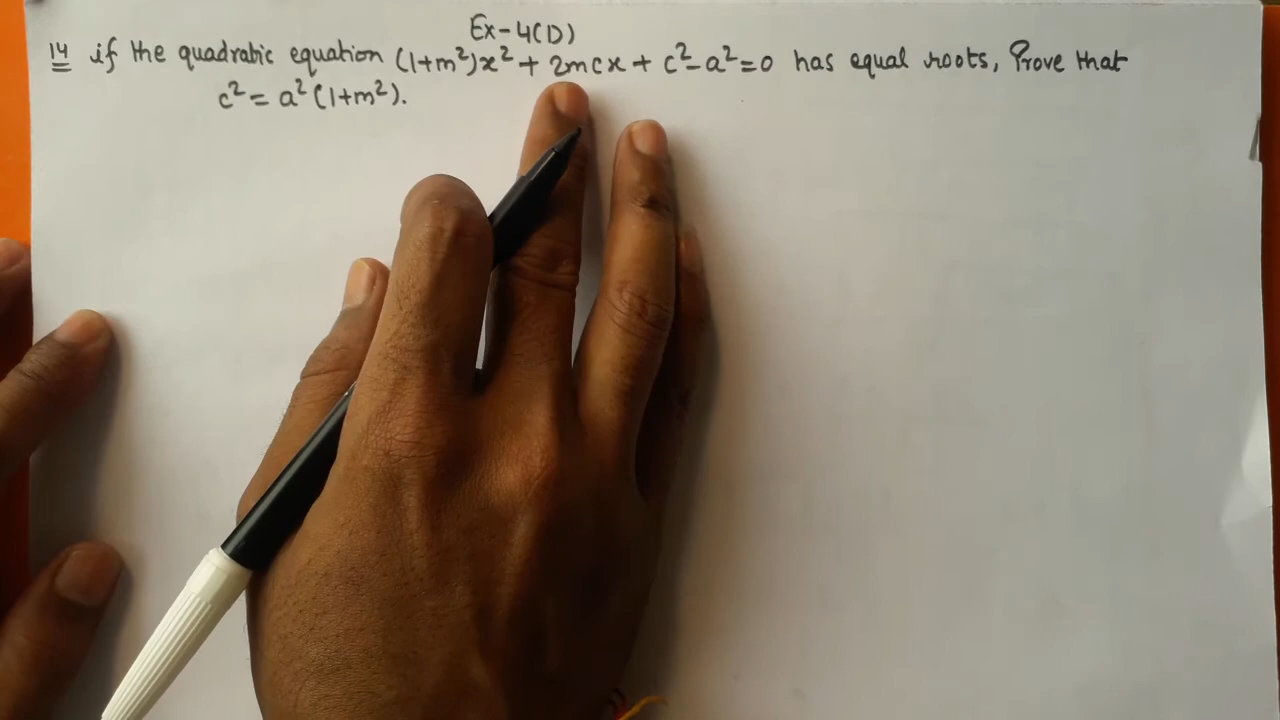 Ex-4(D)
14 if the quadratic equation (1+m²)x² + 2mcx + c²-a²=0 has equal roots, Prove that
c² = a² (1+m²).